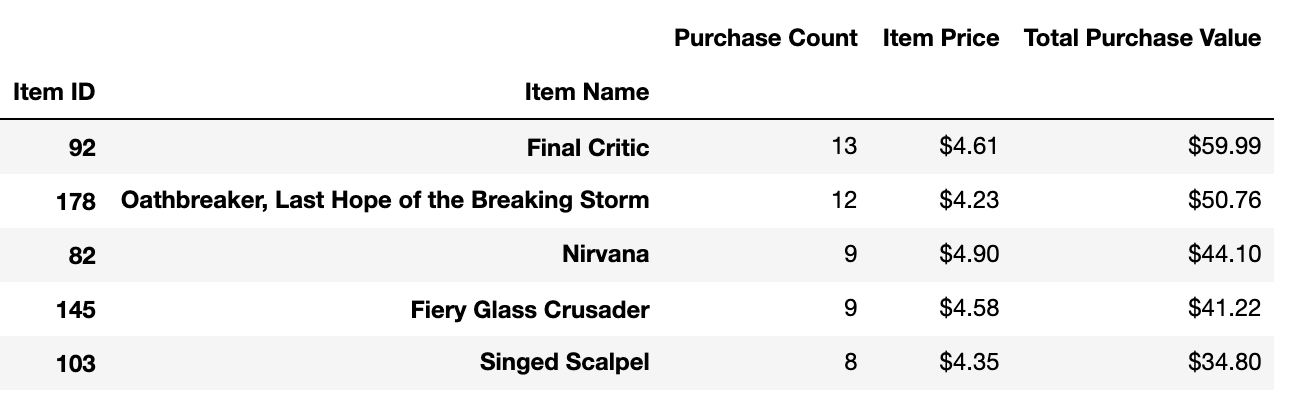 Purchase Count Item Price Total Purchase Value
Item ID Item Name
92 Final Critic 13 $4.61 $59.99
178 Oathbreaker, Last Hope of the Breaking Storm 12 $4.23 $50.76
82 Nirvana 9 $4.90 $44.10
145 Fiery Glass Crusader 9 $4.58 $41.22
103 Singed Scalpel 8 $4.35 $34.80